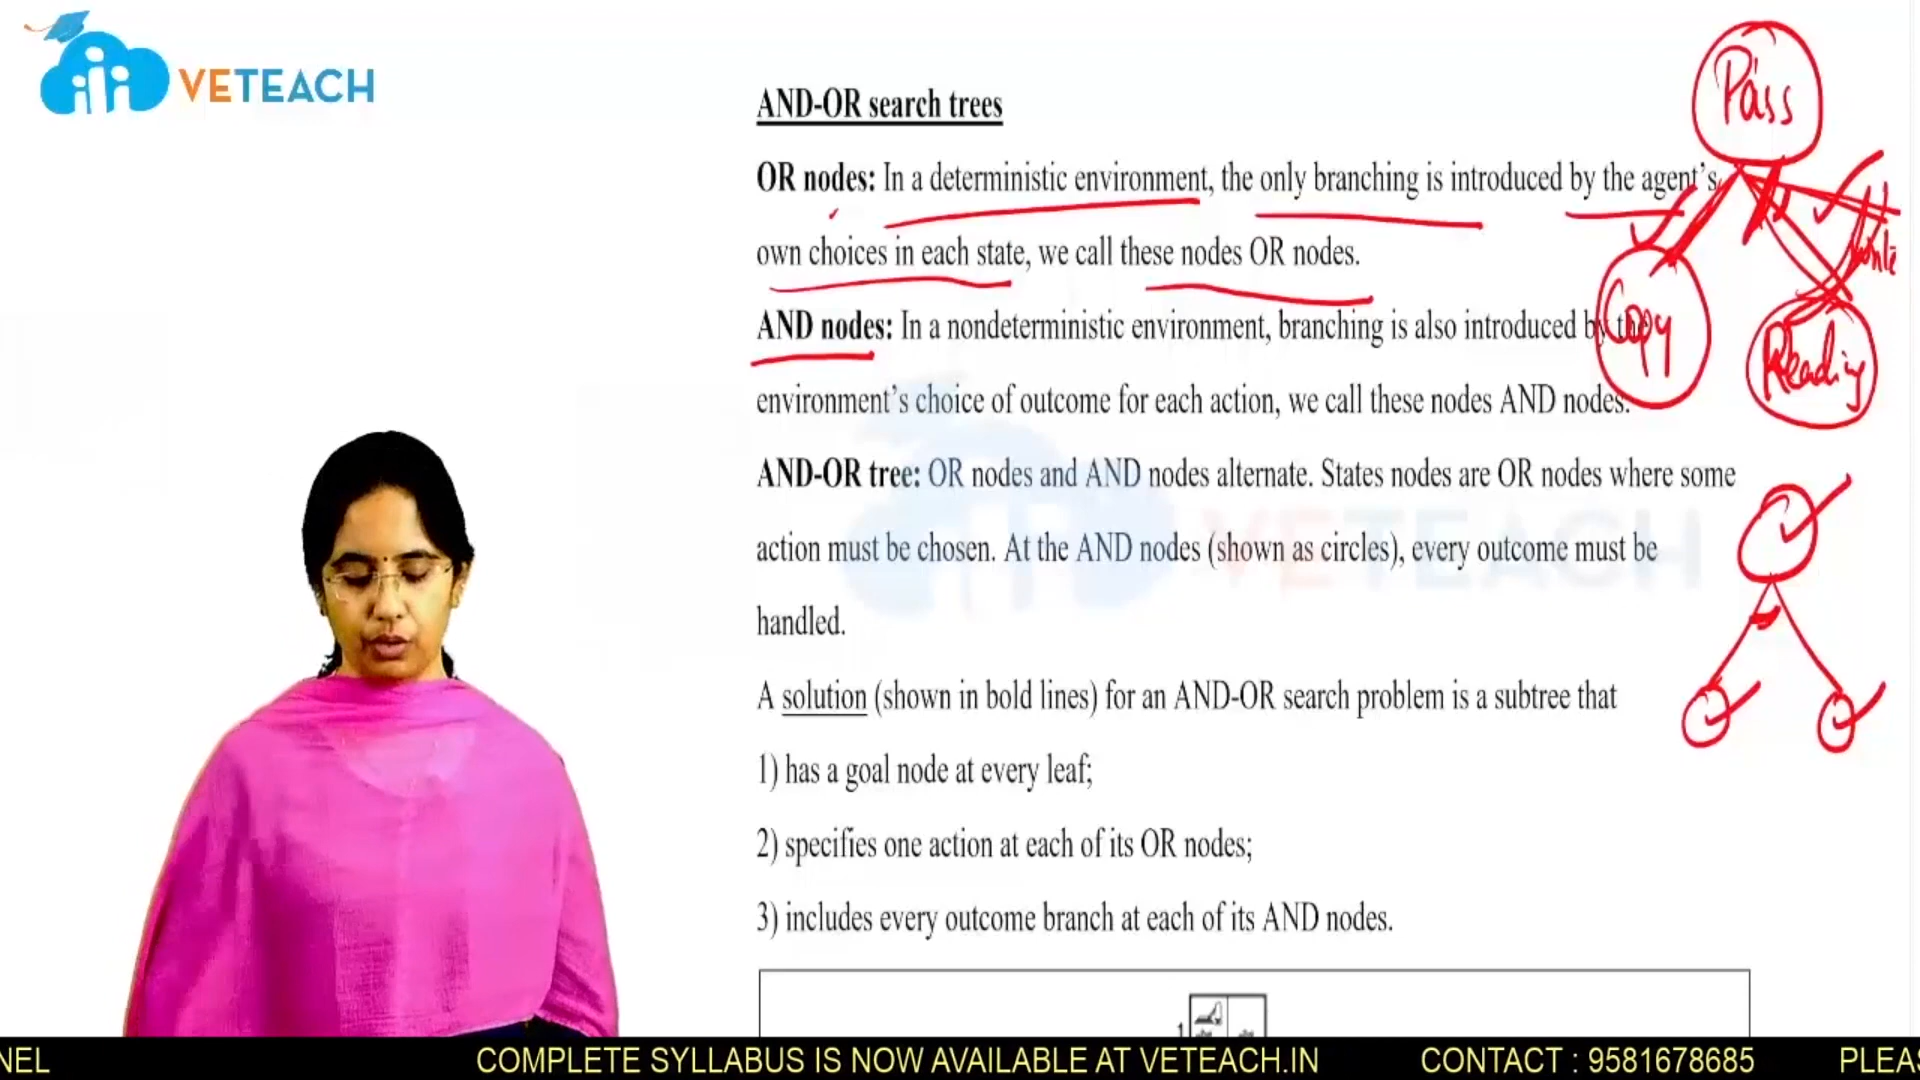 VETEACH
AND-OR search trees
OR nodes: In a deterministic environment, the only branching is introduced by the agent's
own choices in each state, we call these nodes OR nodes.
AND nodes: In a nondeterministic environment, branching is also introduced by the
environment's choice of outcome for each action, we call these nodes AND nodes.
AND-OR tree: OR nodes and AND nodes alternate. States nodes are OR nodes where some
action must be chosen. At the AND nodes (shown as circles), every outcome must be
handled.
A solution (shown in bold lines) for an AND-OR search problem is a subtree that
1) has a goal node at every leaf;
2) specifies one action at each of its OR nodes;
3) includes every outcome branch at each of its AND nodes.
Pass
Copy
Reading
VETEACH
1
NEL COMPLETE SYLLABUS IS NOW AVAILABLE AT VETEACH.IN CONTACT : 9581678685 PLEAS